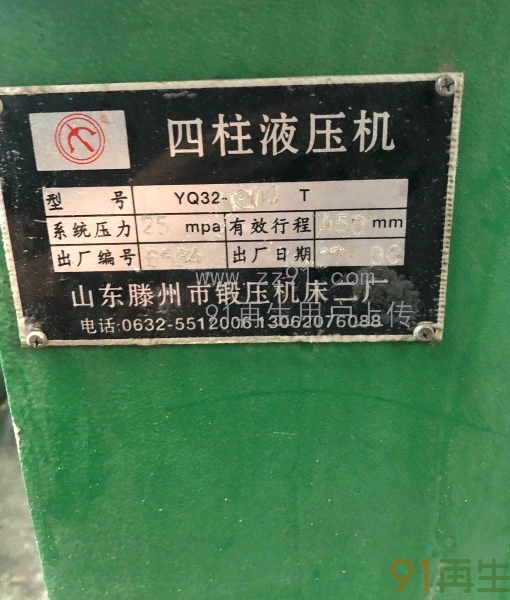 四柱液压机
型 号 YQ32- T
系统压力 25 mpa 有效行程 450 mm
出厂编号 出厂日期
www.zz91.com
山东滕州市锻压机床二厂
91再生用户上传
电话:0632-5512006 13062076088
91再生